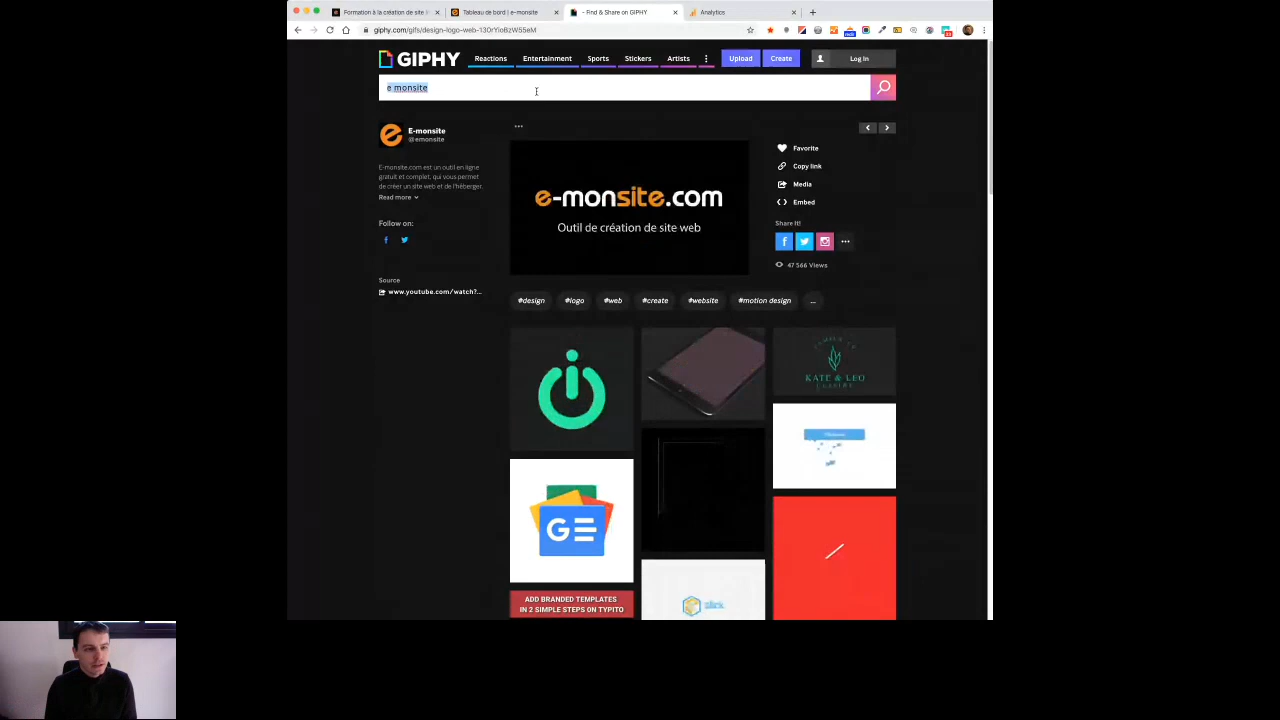 Formation à la création de site
Tableau de bord | e-monsite
- Find & Share on GIPHY
Analytics
giphy.com/gifs/design-logo-web-13OrYloBzW55eM
GIPHY
Reactions
Entertainment
Sports
Stickers
Artists
Upload
Create
Log In
e monsite
E-monsite
@emonsite
E-monsite.com est un outil en ligne
gratuit et complet, qui vous permet
de créer un site web et de l'héberger.
Read more
Follow on:
Source
www.youtube.com/watch?...
e-monsite.com
Outil de création de site web
Favorite
Copy link
Media
Embed
Share It!
47 566 Views
#design
#logo
#web
#create
#website
#motion design
...
KATE & LEO
GE
slick
ADD BRANDED TEMPLATES
IN 2 SIMPLE STEPS ON TYPITO